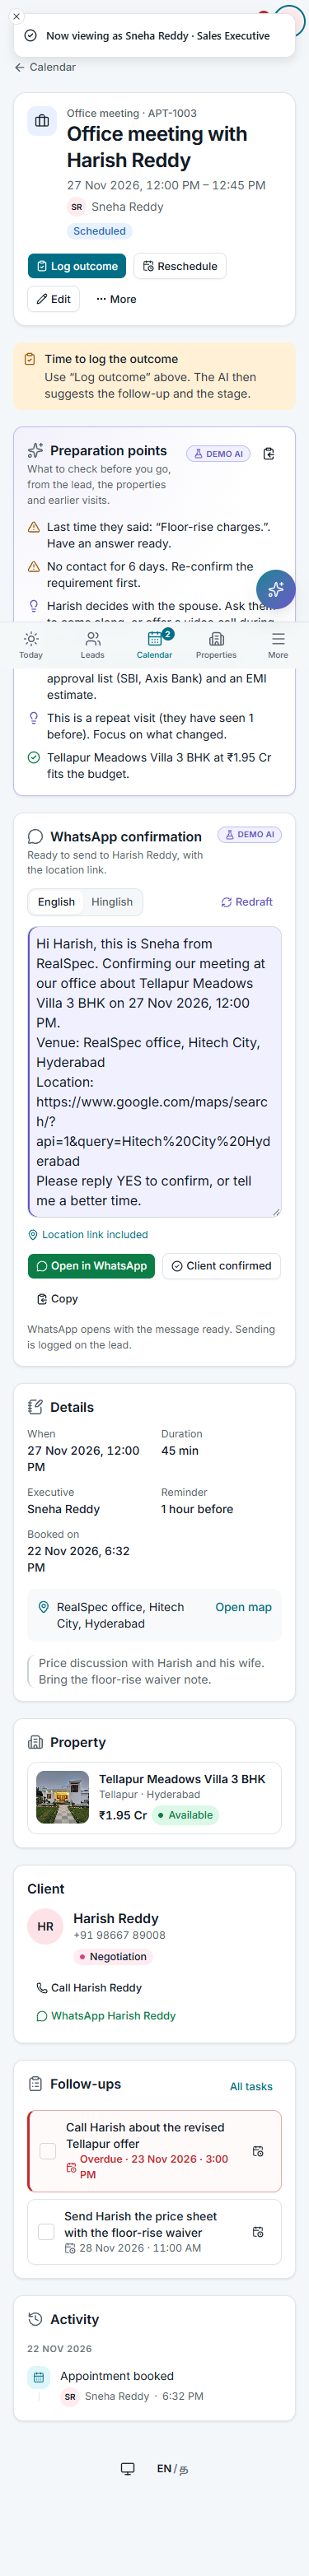 Now viewing as Sneha Reddy · Sales Executive
Calendar
Office meeting · APT-1003
Office meeting with
Harish Reddy
27 Nov 2026, 12:00 PM – 12:45 PM
SR Sneha Reddy
Scheduled
Log outcome
Reschedule
Edit
More
Time to log the outcome
Use “Log outcome” above. The AI then
suggests the follow-up and the stage.
Preparation points
DEMO AI
What to check before you go,
from the lead, the properties
and earlier visits.
Last time they said: “Floor-rise charges.”.
Have an answer ready.
No contact for 6 days. Re-confirm the
requirement first.
Harish decides with the spouse. Ask them
Today
Leads
Calendar
2
Properties
More
approval list (SBI, Axis Bank) and an EMI
estimate.
This is a repeat visit (they have seen 1
before). Focus on what changed.
Tellapur Meadows Villa 3 BHK at ₹1.95 Cr
fits the budget.
WhatsApp confirmation
DEMO AI
Ready to send to Harish Reddy, with
the location link.
English
Hinglish
Redraft
Hi Harish, this is Sneha from
RealSpec. Confirming our meeting at
our office about Tellapur Meadows
Villa 3 BHK on 27 Nov 2026, 12:00
PM.
Venue: RealSpec office, Hitech City,
Hyderabad
Location:
https://www.google.com/maps/searc
h/?
api=1&query=Hitech%20City%20Hyd
erabad
Please reply YES to confirm, or tell
me a better time.
Location link included
Open in WhatsApp
Client confirmed
Copy
WhatsApp opens with the message ready. Sending
is logged on the lead.
Details
When
Duration
27 Nov 2026, 12:00
PM
45 min
Executive
Reminder
Sneha Reddy
1 hour before
Booked on
22 Nov 2026, 6:32
PM
RealSpec office, Hitech
City, Hyderabad
Open map
Price discussion with Harish and his wife.
Bring the floor-rise waiver note.
Property
Tellapur Meadows Villa 3 BHK
Tellapur · Hyderabad
₹1.95 Cr
Available
Client
HR
Harish Reddy
+91 98667 89008
Negotiation
Call Harish Reddy
WhatsApp Harish Reddy
Follow-ups
All tasks
Call Harish about the revised
Tellapur offer
Overdue · 23 Nov 2026 · 3:00
PM
Send Harish the price sheet
with the floor-rise waiver
28 Nov 2026 · 11:00 AM
Activity
22 NOV 2026
Appointment booked
SR Sneha Reddy · 6:32 PM
EN / த